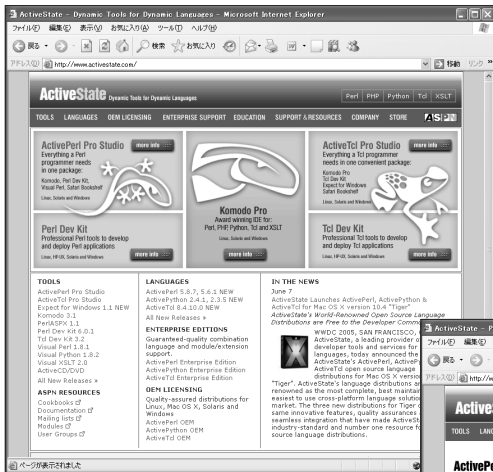 ActiveState - Dynamic Tools for Dynamic Languages - Microsoft Internet Explorer
ファイル(F) 編集(E) 表示(V) お気に入り(A) ツール(T) ヘルプ(H)
戻る 検索 お気に入り
アドレス(D) http://www.activestate.com/ 移動 リンク »
ActiveState Dynamic Tools for Dynamic Languages
Perl PHP Python Tcl XSLT
TOOLS LANGUAGES OEM LICENSING ENTERPRISE SUPPORT EDUCATION SUPPORT & RESOURCES COMPANY STORE ASPN
ActivePerl Pro Studio more info
Everything a Perl
programmer needs
in one package:
Komodo, Perl Dev Kit,
Visual Perl, Safari Bookshelf
Linux, Solaris and Windows
Perl Dev Kit
Professional Perl tools to develop
and deploy Perl applications
Linux, HP-UX, Solaris and Windows more info
Komodo Pro
Award winning IDE for:
Perl, PHP, Python, Tcl and XSLT
Linux, Solaris and Windows
more info
ActiveTcl Pro Studio more info
Everything a Tcl
programmer needs
in one convenient package:
Komodo Pro
Tcl Dev Kit
Expect for Windows
Safari Bookshelf
Linux, Solaris and Windows
Tcl Dev Kit
Professional Tcl tools to develop
and deploy Tcl applications
Linux, HP-UX, Solaris and Windows more info
TOOLS
ActivePerl Pro Studio
ActiveTcl Pro Studio
Expect for Windows 1.1 NEW
Komodo 3.1
PerlASPX 1.1
Perl Dev Kit 6.0.1
Tcl Dev Kit 3.2
Visual Perl 1.8.1
Visual Python 1.8.2
Visual XSLT 2.0
ActiveCD/DVD
All New Releases »
ASPN RESOURCES
Cookbooks
Documentation
Mailing lists
Modules
User Groups
LANGUAGES
ActivePerl 5.8.7, 5.6.1 NEW
ActivePython 2.4.1, 2.3.5 NEW
ActiveTcl 8.4.10.0 NEW
All New Releases »
ENTERPRISE EDITIONS
Guaranteed-quality combination
language and module/extension
support.
ActivePerl Enterprise Edition
ActivePython Enterprise Edition
ActiveTcl Enterprise Edition
OEM LICENSING
Quality-assured distributions for
Linux, Mac OS X, Solaris and
Windows
ActivePerl OEM
ActivePython OEM
ActiveTcl OEM
IN THE NEWS
June 7
ActiveState Launches ActivePerl, ActivePython &
ActiveTcl for Mac OS X version 10.4 "Tiger"
ActiveState's World-Renowned Open Source Language
Distributions are Free to the Developer Commu
WWDC 2005, SAN FRANCISCO,
ActiveState, a leading provider o
developer tools and services for
languages, today announced the
ActiveState's ActivePerl, ActivePy
ActiveTcl open source language
distributions for Mac OS X version
"Tiger". ActiveState's language distributions ar
renowned as the most complete, best maintai
easiest to use cross-platform language solutio
market. The three new distributions for Tiger
same innovative features, quality assurances
seamless integration that have made ActiveSt
industry-standard and number one resource fo
source language distributions.
ページが表示されました
ActiveState - P
ファイル(F) 編集(E)
戻る
アドレス(D) http://w
Active
TOOLS LANG
ActivePe